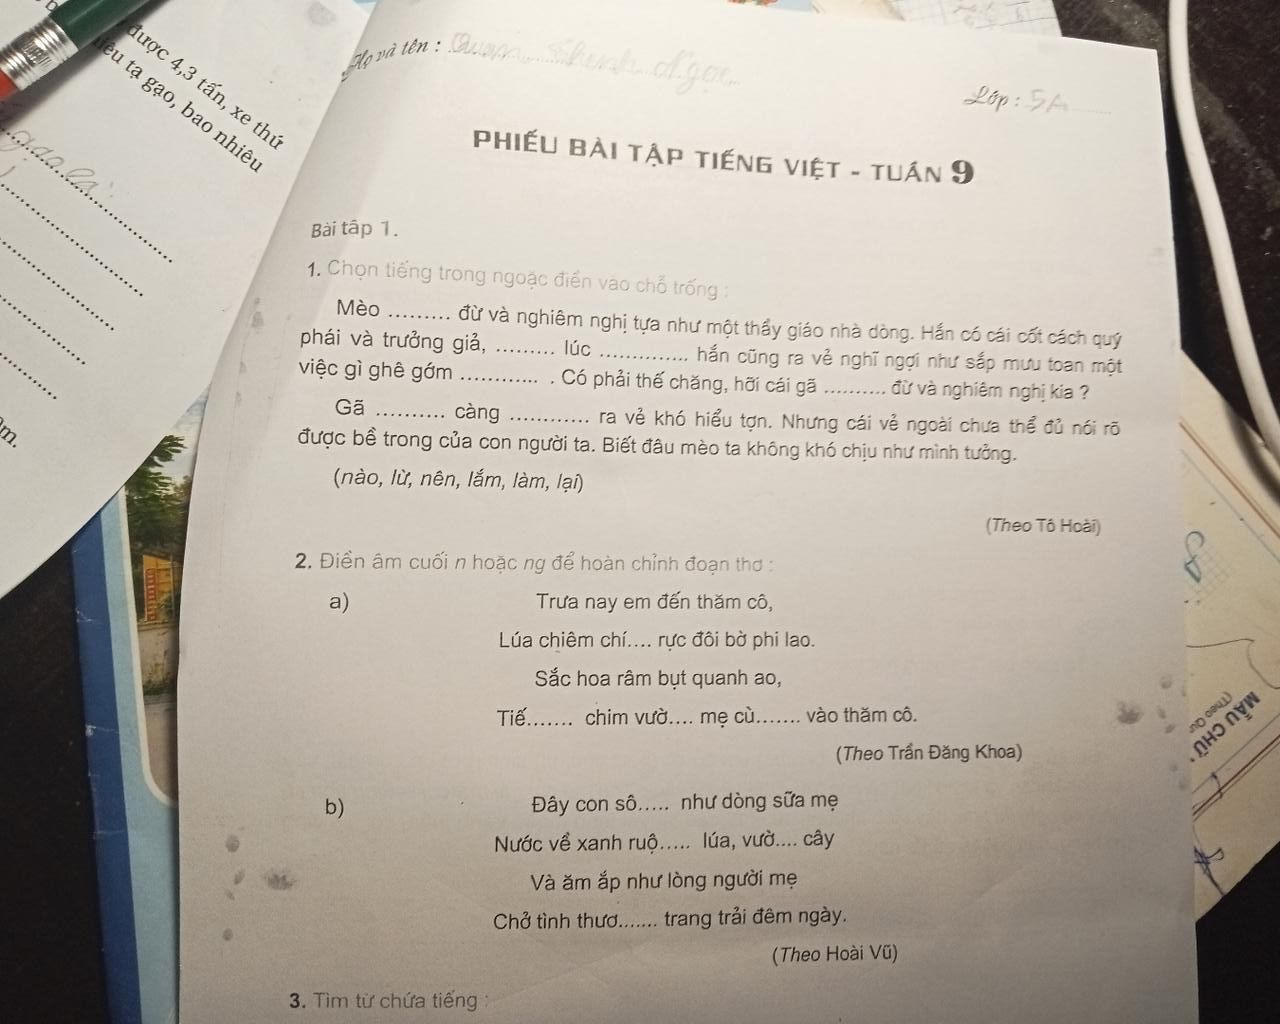 được 4,3 tấn, xe thứ
tạ gạo, bao nhiêu
Họ và tên :
Lớp : 5A
PHIẾU BÀI TẬP TIẾNG VIỆT - TUẦN 9
Bài tâp 1.
1. Chọn tiếng trong ngoặc điền vào chỗ trống :
Mèo ......... đừ và nghiêm nghị tựa như một thầy giáo nhà dòng. Hắn có cái cốt cách quý
phái và trưởng giả, ......... lúc .............. hắn cũng ra vẻ nghĩ ngợi như sắp mưu toan một
việc gì ghê gớm ............ . Có phải thế chăng, hỡi cái gã .......... đừ và nghiêm nghị kia ?
Gã .......... càng ............ ra vẻ khó hiểu tợn. Nhưng cái vẻ ngoài chưa thể đủ nói rõ
được bề trong của con người ta. Biết đâu mèo ta không khó chịu như mình tưởng.
(nào, lừ, nên, lắm, làm, lại)
(Theo Tô Hoài)
2. Điền âm cuối n hoặc ng để hoàn chỉnh đoạn thơ :
a) Trưa nay em đến thăm cô,
Lúa chiêm chí.... rực đôi bờ phi lao.
Sắc hoa râm bụt quanh ao,
Tiế....... chim vườ.... mẹ cù....... vào thăm cô.
(Theo Trần Đăng Khoa)
b) Đây con sô..... như dòng sữa mẹ
Nước về xanh ruộ..... lúa, vườ.... cây
Và ăm ắp như lòng người mẹ
Chở tình thươ....... trang trải đêm ngày.
(Theo Hoài Vũ)
3. Tìm từ chứa tiếng :
MẪU CHỮ